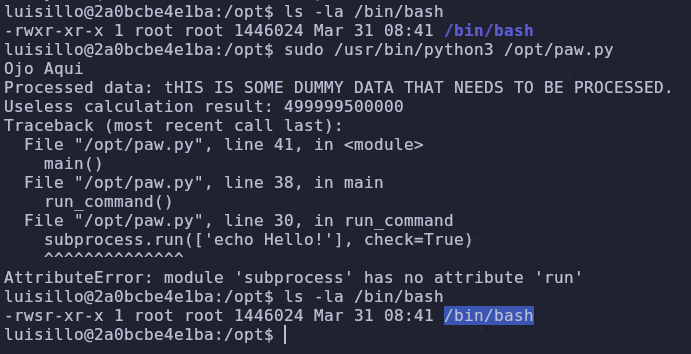 luisillo@2a0bcbe4e1ba:/opt$ ls -la /bin/bash
-rwxr-xr-x 1 root root 1446024 Mar 31 08:41 /bin/bash
luisillo@2a0bcbe4e1ba:/opt$ sudo /usr/bin/python3 /opt/paw.py
Ojo Aqui
Processed data: tHIS IS SOME DUMMY DATA THAT NEEDS TO BE PROCESSED.
Useless calculation result: 499999500000
Traceback (most recent call last):
  File "/opt/paw.py", line 41, in <module>
    main()
  File "/opt/paw.py", line 38, in main
    run_command()
  File "/opt/paw.py", line 30, in run_command
    subprocess.run(['echo Hello!'], check=True)
    ^^^^^^^^^^^^^^
AttributeError: module 'subprocess' has no attribute 'run'
luisillo@2a0bcbe4e1ba:/opt$ ls -la /bin/bash
-rwsr-xr-x 1 root root 1446024 Mar 31 08:41 /bin/bash
luisillo@2a0bcbe4e1ba:/opt$